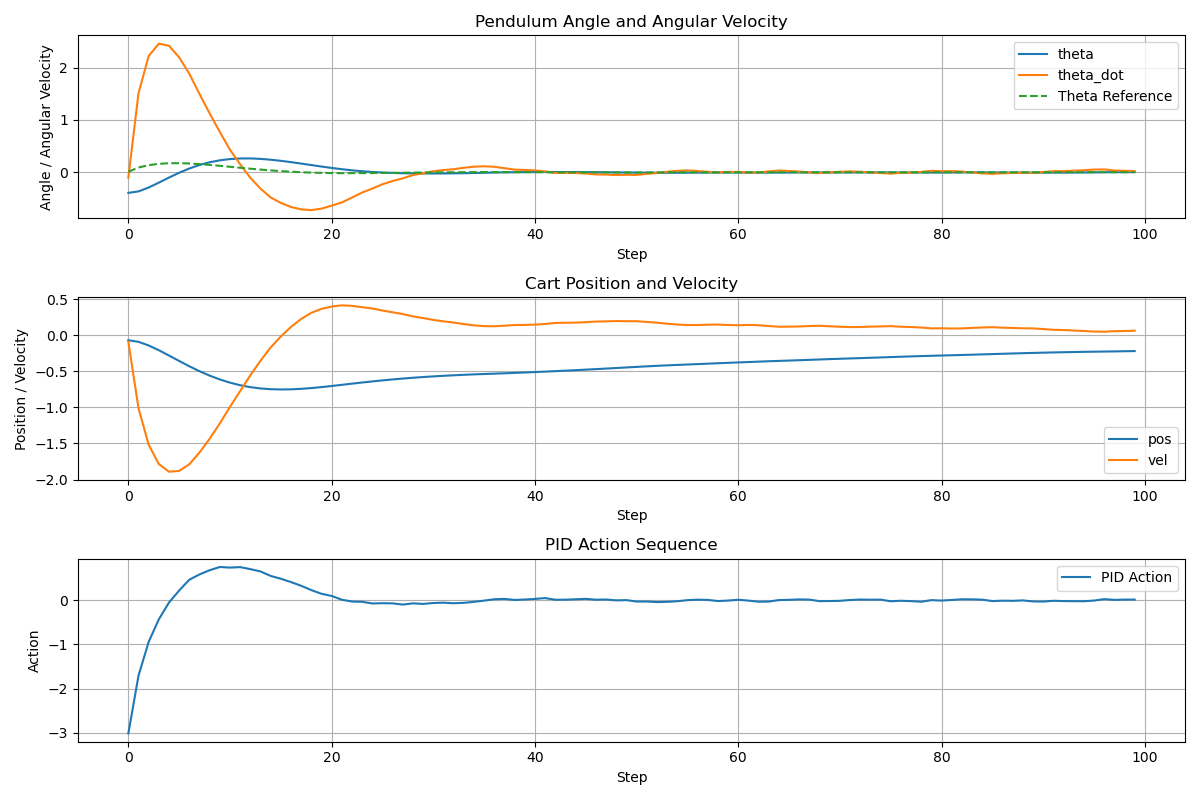 Pendulum Angle and Angular Velocity
Angle / Angular Velocity
2
1
0
theta
theta_dot
Theta Reference
0 20 40 60 80 100
Step
Cart Position and Velocity
Position / Velocity
0.5
0.0
−0.5
−1.0
−1.5
−2.0
pos
vel
0 20 40 60 80 100
Step
PID Action Sequence
Action
0
−1
−2
−3
PID Action
0 20 40 60 80 100
Step